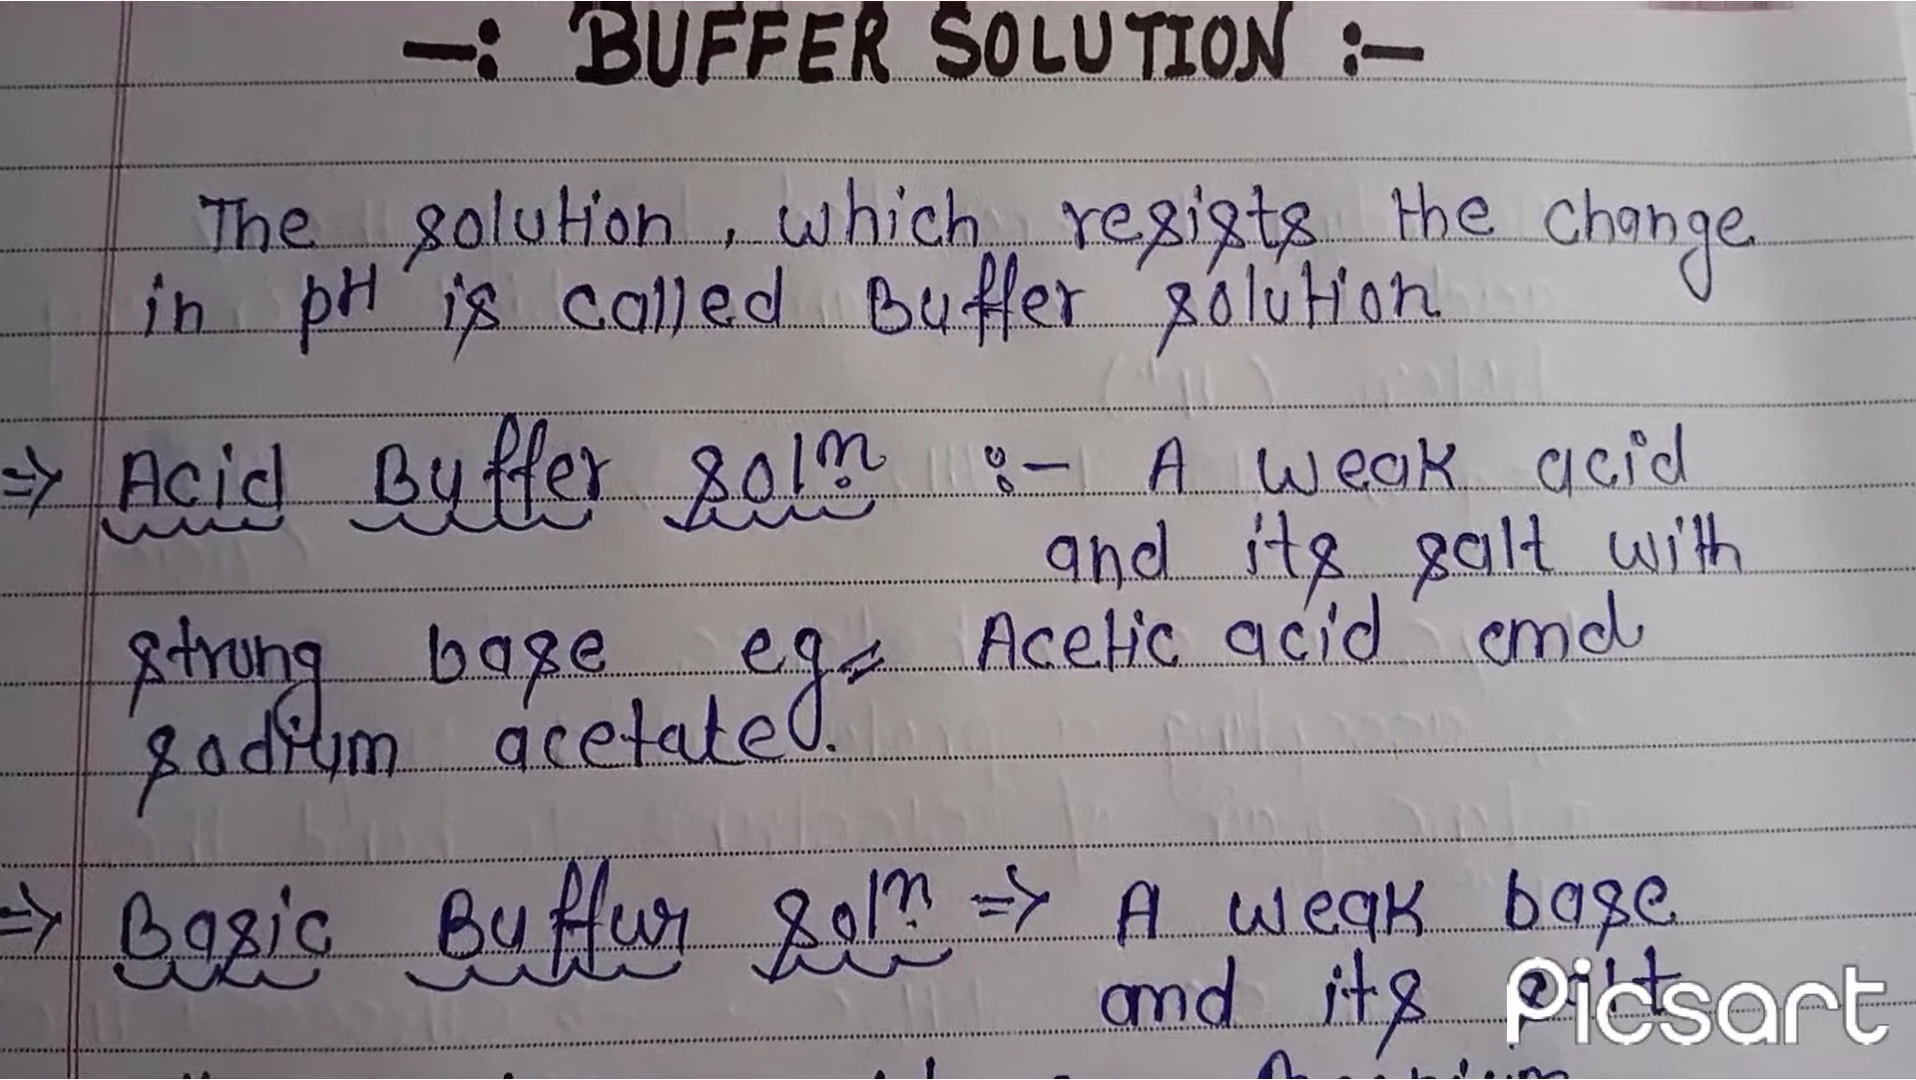 -: BUFFER SOLUTION :-
The solution, which resists the change
in pH is called Buffer solution
⇒ Acid Buffer solⁿ. :- A weak acid
and its salt with
strong base eg= Acetic acid and
sodium acetate.
⇒ Basic Buffur solⁿ. ⇒ A weak base
and its salt
Picsart